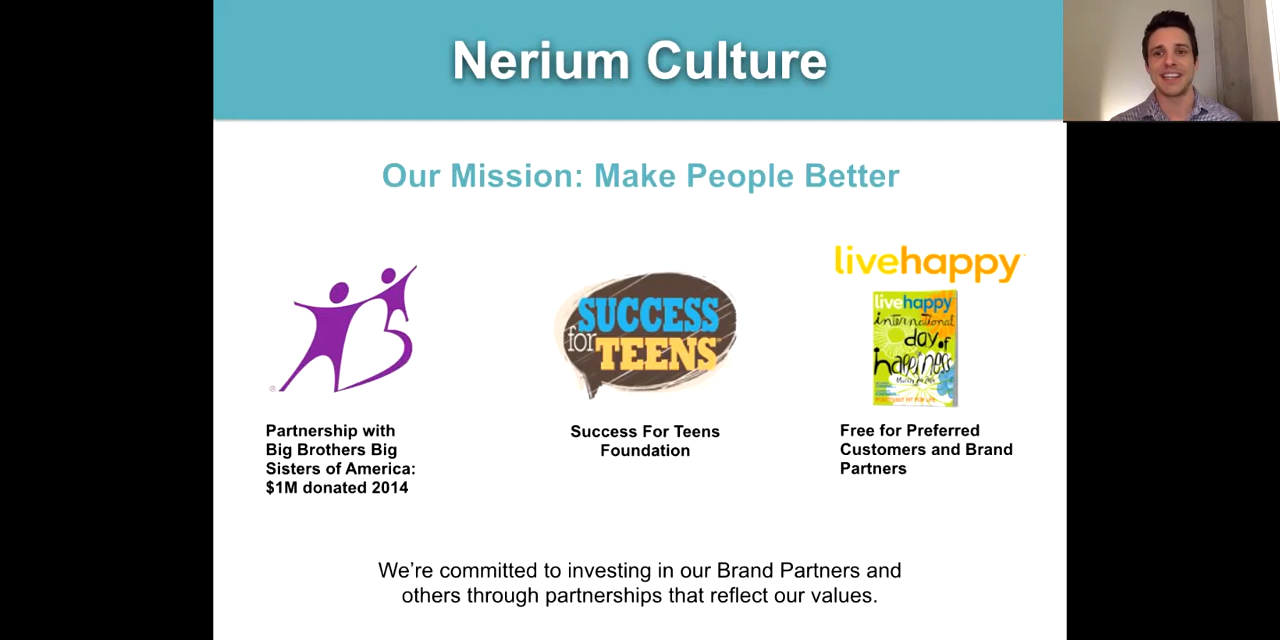 Nerium Culture
Our Mission: Make People Better
®
Partnership with
Big Brothers Big
Sisters of America:
$1M donated 2014
SUCCESS
for
TEENS
Success For Teens
Foundation
livehappy
livehappy
international
day of
happiness
Free for Preferred
Customers and Brand
Partners
We're committed to investing in our Brand Partners and
others through partnerships that reflect our values.